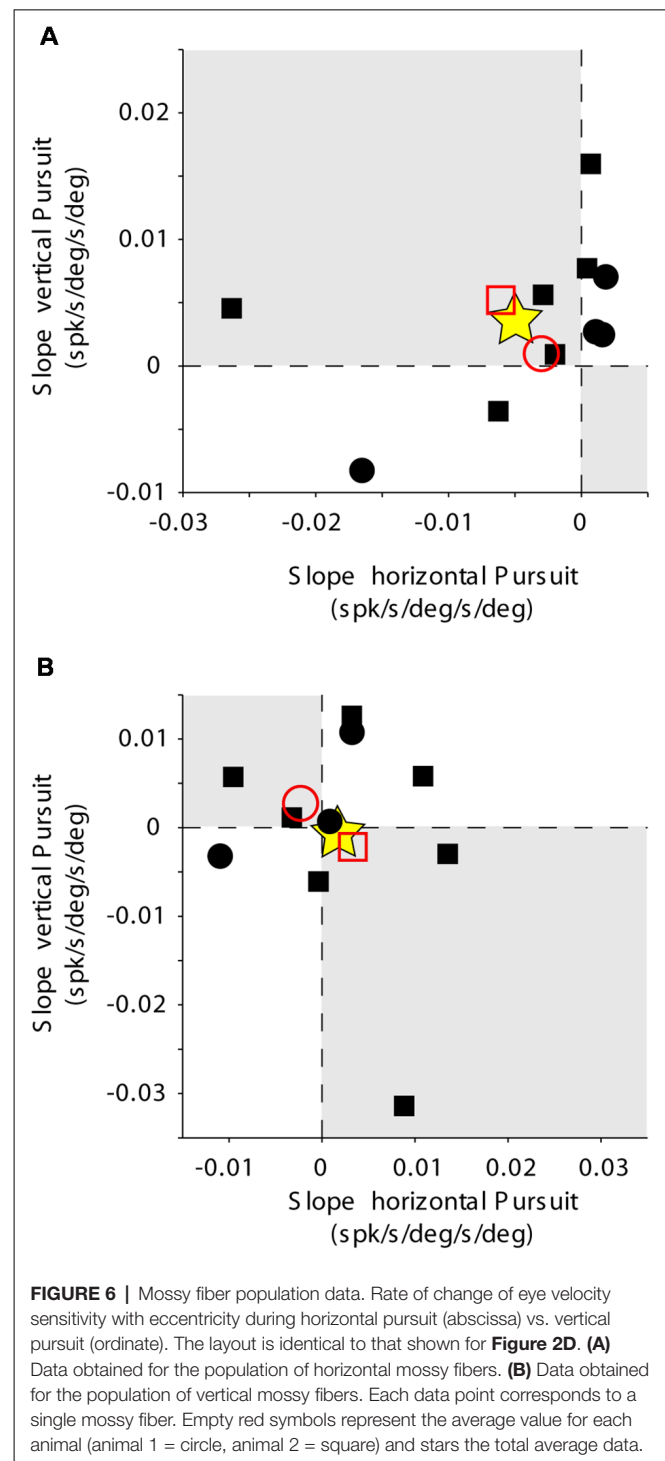 A
0.02
0.01
0
-0.01
Slope vertical Pursuit
(spk/s/deg/s/deg)
-0.03 -0.02 -0.01 0
Slope horizontal Pursuit
(spk/s/deg/s/deg)
B
0.01
0
-0.01
-0.02
-0.03
Slope vertical Pursuit
(spk/s/deg/s/deg)
-0.01 0 0.01 0.02 0.03
Slope horizontal Pursuit
(spk/s/deg/s/deg)
FIGURE 6 | Mossy fiber population data. Rate of change of eye velocity
sensitivity with eccentricity during horizontal pursuit (abscissa) vs. vertical
pursuit (ordinate). The layout is identical to that shown for Figure 2D. (A)
Data obtained for the population of horizontal mossy fibers. (B) Data obtained
for the population of vertical mossy fibers. Each data point corresponds to a
single mossy fiber. Empty red symbols represent the average value for each
animal (animal 1 = circle, animal 2 = square) and stars the total average data.